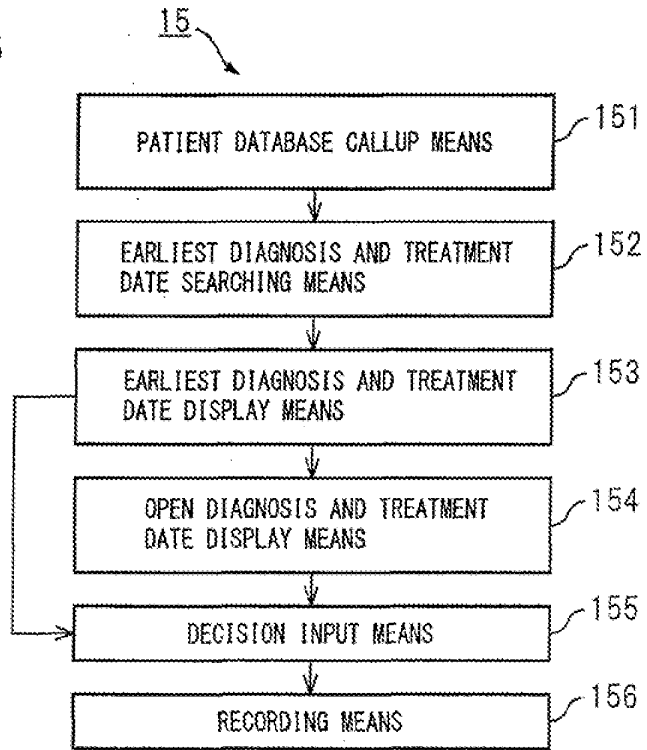 15
151
PATIENT DATABASE CALLUP MEANS
152
EARLIEST DIAGNOSIS AND TREATMENT
DATE SEARCHING MEANS
153
EARLIEST DIAGNOSIS AND TREATMENT
DATE DISPLAY MEANS
154
OPEN DIAGNOSIS AND TREATMENT
DATE DISPLAY MEANS
155
DECISION INPUT MEANS
156
RECORDING MEANS